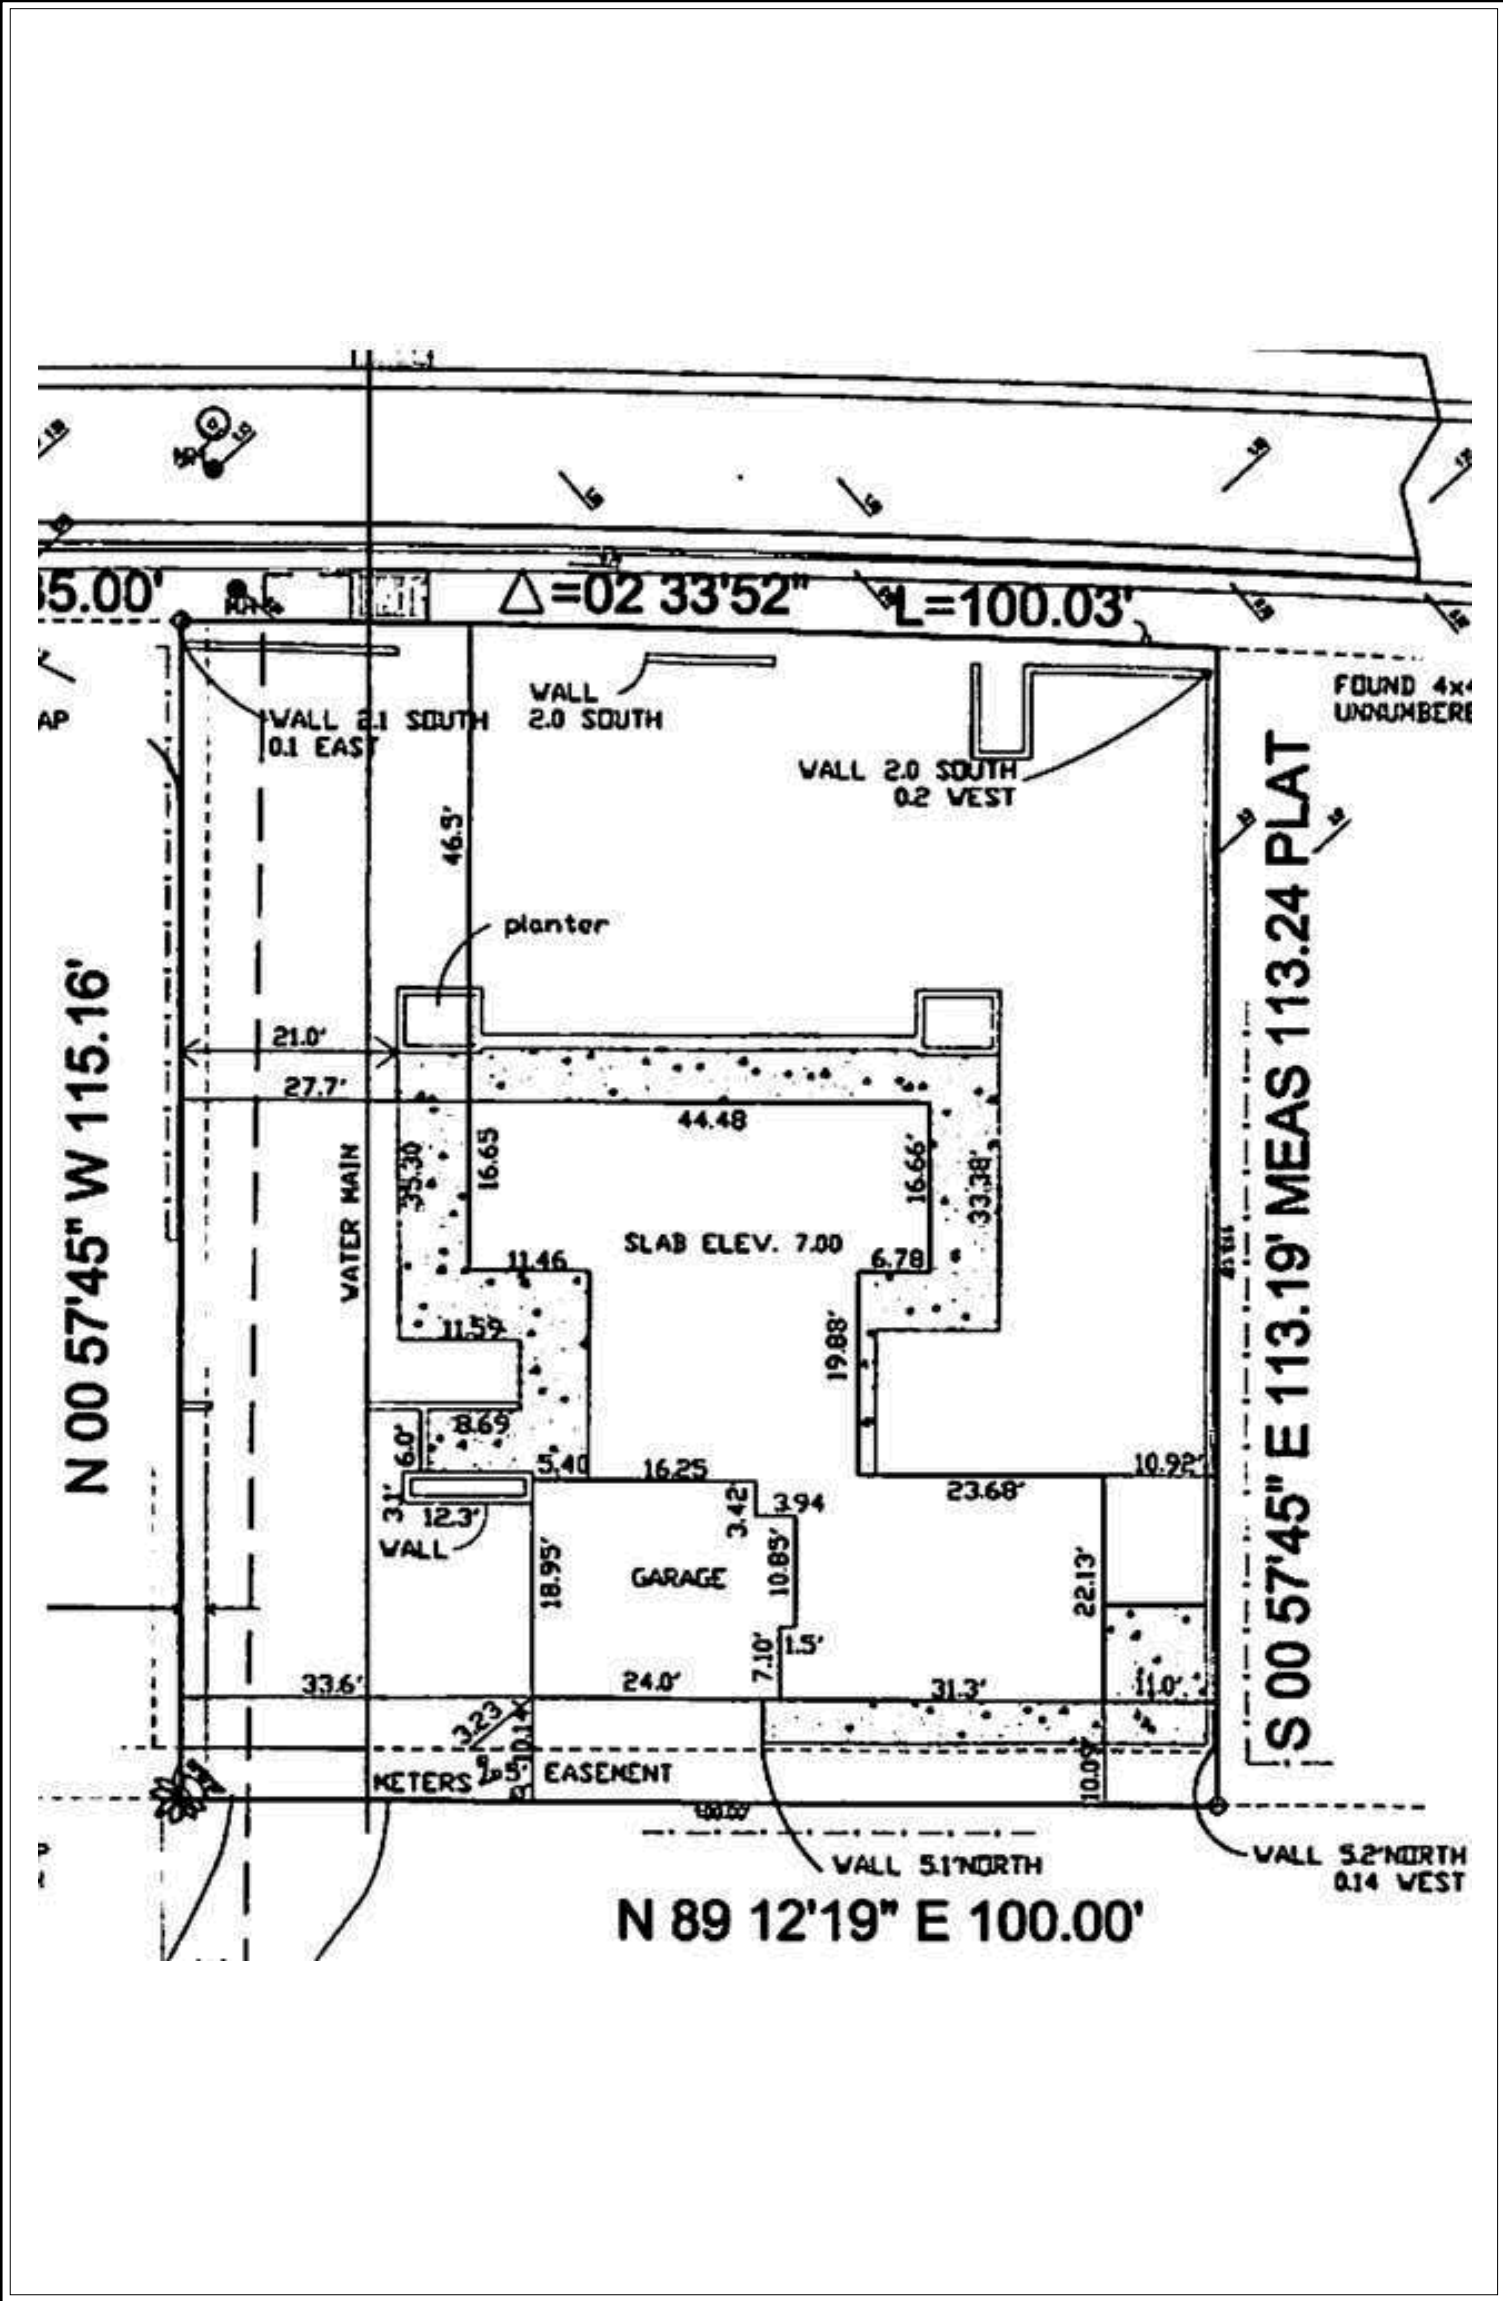 35.00'
△=02 33'52"
L=100.03'
FOUND 4x4
UNNUMBERE
AP
WALL 2.1 SOUTH
0.1 EAST
WALL
2.0 SOUTH
WALL 2.0 SOUTH
0.2 WEST
46.5'
planter
21.0'
27.7'
44.48
N 00 57'45" W 115.16'
S 00 57'45" E 113.19' MEAS 113.24 PLAT
WATER MAIN
35.30
16.65
16.66'
33.38'
SLAB ELEV. 7.00
11.46
6.78
11.59
19.88'
8.69
6.0'
5.40
16.25
10.92'
23.68'
3.1'
12.3'
WALL
3.42'
3.94
18.95'
GARAGE
10.85'
22.13'
7.10'
1.5'
33.6'
24.0'
31.3'
11.0'
3.23
10.14
METERS
5'
EASEMENT
10.09'
100.00'
WALL 5.1'NORTH
WALL 5.2'NORTH
0.14 WEST
N 89 12'19" E 100.00'